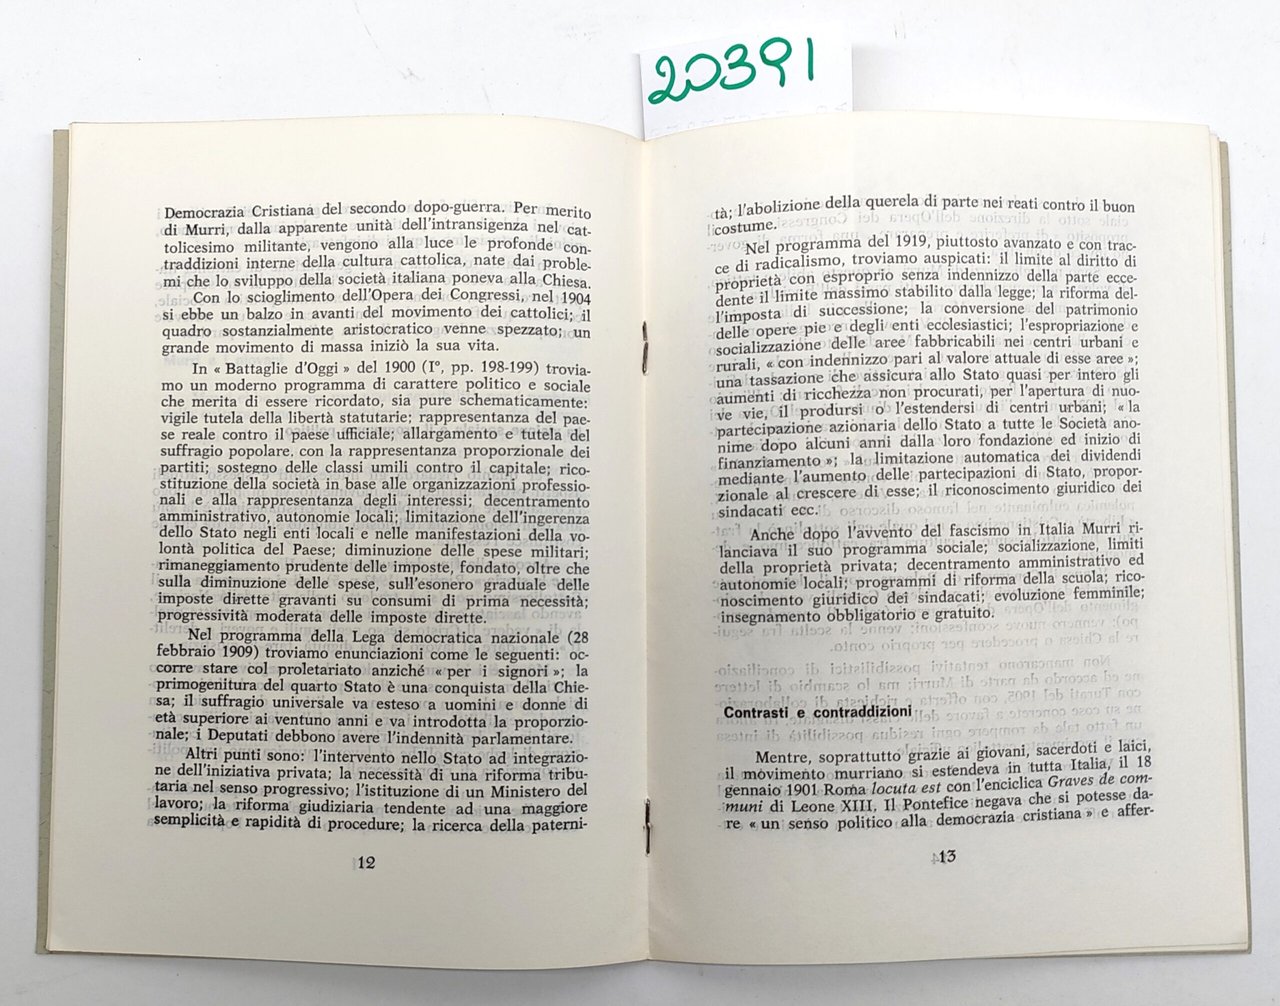 20391
Democrazia Cristiana del secondo dopo-guerra. Per merito
di Murri, dalla apparente unità dell'intransigenza nel cat-
tolicesimo militante, vengono alla luce le profonde con-
traddizioni interne della cultura cattolica, nate dai proble-
mi che lo sviluppo della società italiana poneva alla Chiesa.
Con lo scioglimento dell'Opera dei Congressi, nel 1904
si ebbe un balzo in avanti del movimento dei cattolici; il
quadro sostanzialmente aristocratico venne spezzato; un
grande movimento di massa iniziò la sua vita.
In « Battaglie d'Oggi » del 1900 (I°, pp. 198-199) trovia-
mo un moderno programma di carattere politico e sociale
che merita di essere ricordato, sia pure schematicamente:
vigile tutela della libertà statutarie; rappresentanza del pae-
se reale contro il paese ufficiale; allargamento e tutela del
suffragio popolare, con la rappresentanza proporzionale dei
partiti; sostegno delle classi umili contro il capitale; rico-
stituzione della società in base alle organizzazioni professio-
nali e alla rappresentanza degli interessi; decentramento
amministrativo, autonomie locali; limitazione dell'ingerenza
dello Stato negli enti locali e nelle manifestazioni della vo-
lontà politica del Paese; diminuzione delle spese militari;
rimaneggiamento prudente delle imposte, fondato, oltre che
sulla diminuzione delle spese, sull'esonero graduale delle
imposte dirette gravanti su consumi di prima necessità;
progressività moderata delle imposte dirette.
Nel programma della Lega democratica nazionale (28
febbraio 1909) troviamo enunciazioni come le seguenti: oc-
corre stare col proletariato anziché « per i signori »; la
primogenitura del quarto Stato è una conquista della Chie-
sa; il suffragio universale va esteso a uomini e donne di
età superiore ai ventuno anni e va introdotta la proporzio-
nale; i Deputati debbono avere l'indennità parlamentare.
Altri punti sono: l'intervento nello Stato ad integrazio-
ne dell'iniziativa privata; la necessità di una riforma tribu-
taria nel senso progressivo; l'istituzione di un Ministero del
lavoro; la riforma giudiziaria tendente ad una maggiore
semplicità e rapidità di procedure; la ricerca della paterni-
12
tà; l'abolizione della querela di parte nei reati contro il buon
costume.
Nel programma del 1919, piuttosto avanzato e con trac-
ce di radicalismo, troviamo auspicati: il limite al diritto di
proprietà con esproprio senza indennizzo della parte ecce-
dente il limite massimo stabilito dalla legge; la riforma del-
l'imposta di successione; la conversione del patrimonio
delle opere pie e degli enti ecclesiastici; l'espropriazione e
socializzazione delle aree fabbricabili nei centri urbani e
rurali, « con indennizzo pari al valore attuale di esse aree »;
una tassazione che assicura allo Stato quasi per intero gli
aumenti di ricchezza non procurati, per l'apertura di nuo-
ve vie, il prodursi o l'estendersi di centri urbani; « la
partecipazione azionaria dello Stato a tutte le Società ano-
nime dopo alcuni anni dalla loro fondazione ed inizio di
finanziamento »; la limitazione automatica dei dividendi
mediante l'aumento delle partecipazioni di Stato, propor-
zionale al crescere di esse; il riconoscimento giuridico dei
sindacati ecc.
Anche dopo l'avvento del fascismo in Italia Murri ri-
lanciava il suo programma sociale; socializzazione, limiti
della proprietà privata; decentramento amministrativo ed
autonomie locali; programmi di riforma della scuola; rico-
noscimento giuridico dei sindacati; evoluzione femminile;
insegnamento obbligatorio e gratuito.
Contrasti e contraddizioni
Mentre, soprattutto grazie ai giovani, sacerdoti e laici,
il movimento murriano si estendeva in tutta Italia, il 18
gennaio 1901 Roma locuta est con l'enciclica Graves de com-
muni di Leone XIII. Il Pontefice negava che si potesse da-
re « un senso politico alla democrazia cristiana » e affer-
13